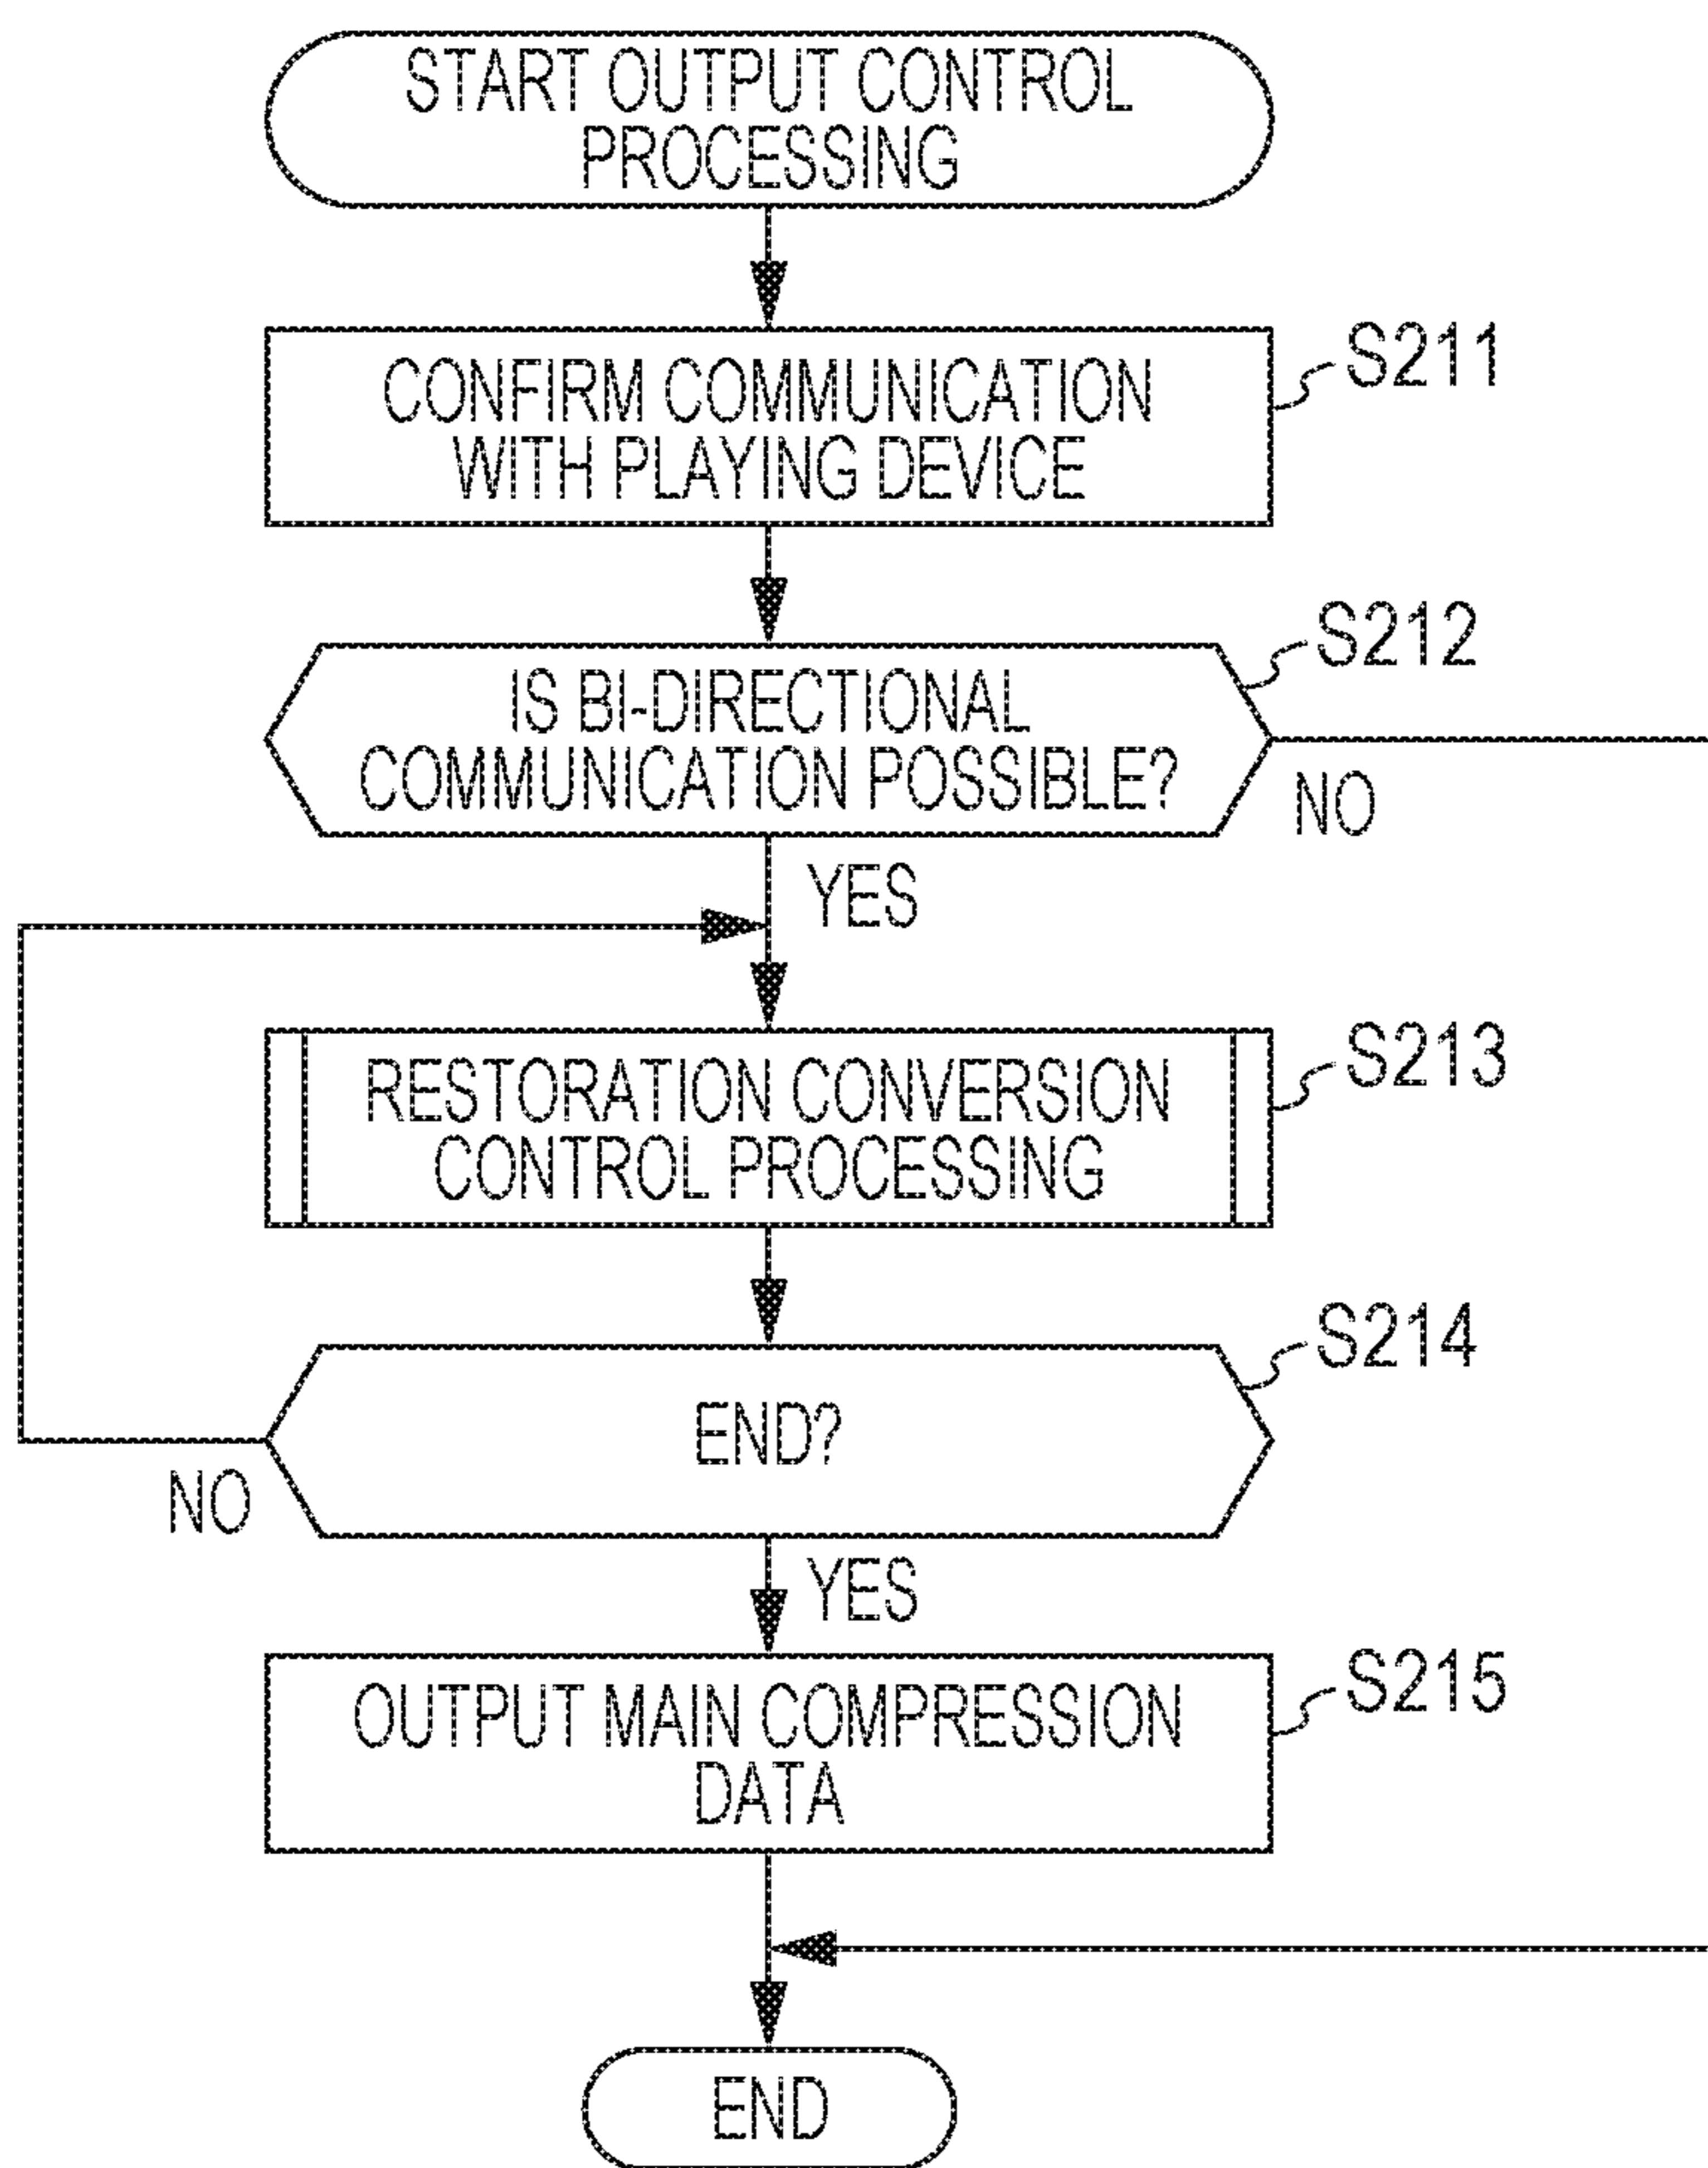 START OUTPUT CONTROL
PROCESSING
CONFIRM COMMUNICATION
WITH PLAYING DEVICE
S211
IS BI-DIRECTIONAL
COMMUNICATION POSSIBLE?
S212
NO
YES
RESTORATION CONVERSION
CONTROL PROCESSING
S213
END?
S214
NO
YES
OUTPUT MAIN COMPRESSION
DATA
S215
END